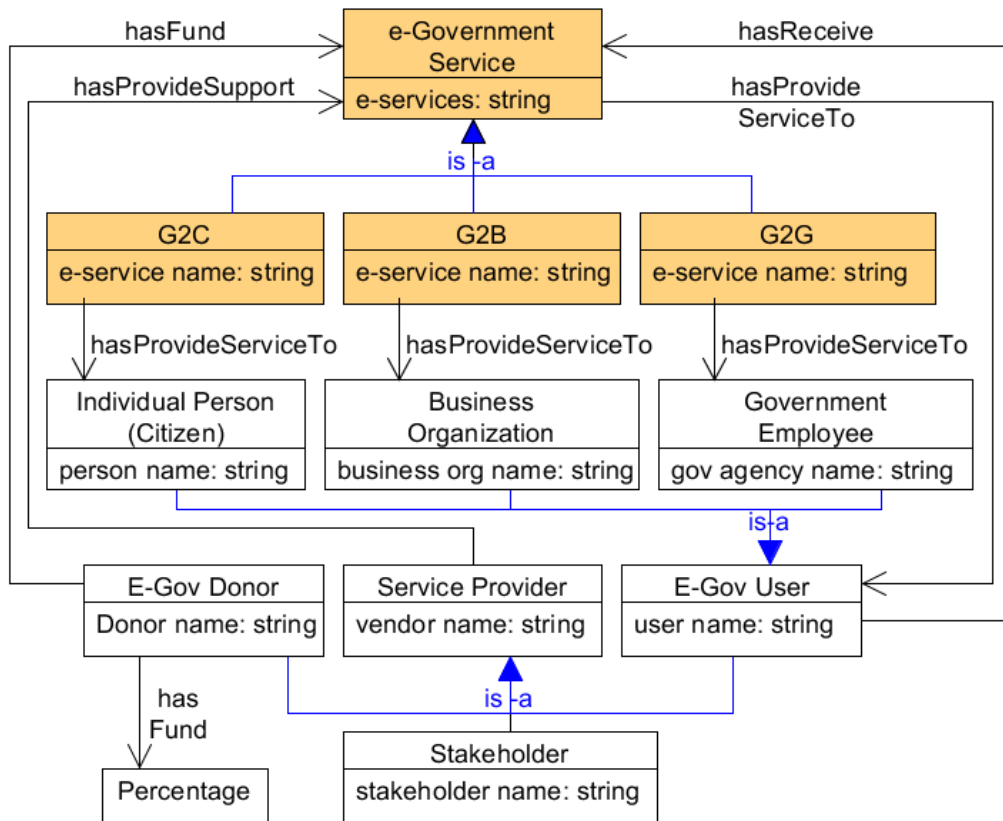 hasFund
e-Government
Service
hasReceive
hasProvideSupport
e-services: string
hasProvide
ServiceTo
is -a
G2C
e-service name: string
G2B
e-service name: string
G2G
e-service name: string
hasProvideServiceTo
hasProvideServiceTo
hasProvideServiceTo
Individual Person
(Citizen)
person name: string
Business
Organization
business org name: string
Government
Employee
gov agency name: string
is-a
E-Gov Donor
Donor name: string
Service Provider
vendor name: string
E-Gov User
user name: string
is -a
has
Fund
Stakeholder
stakeholder name: string
Percentage